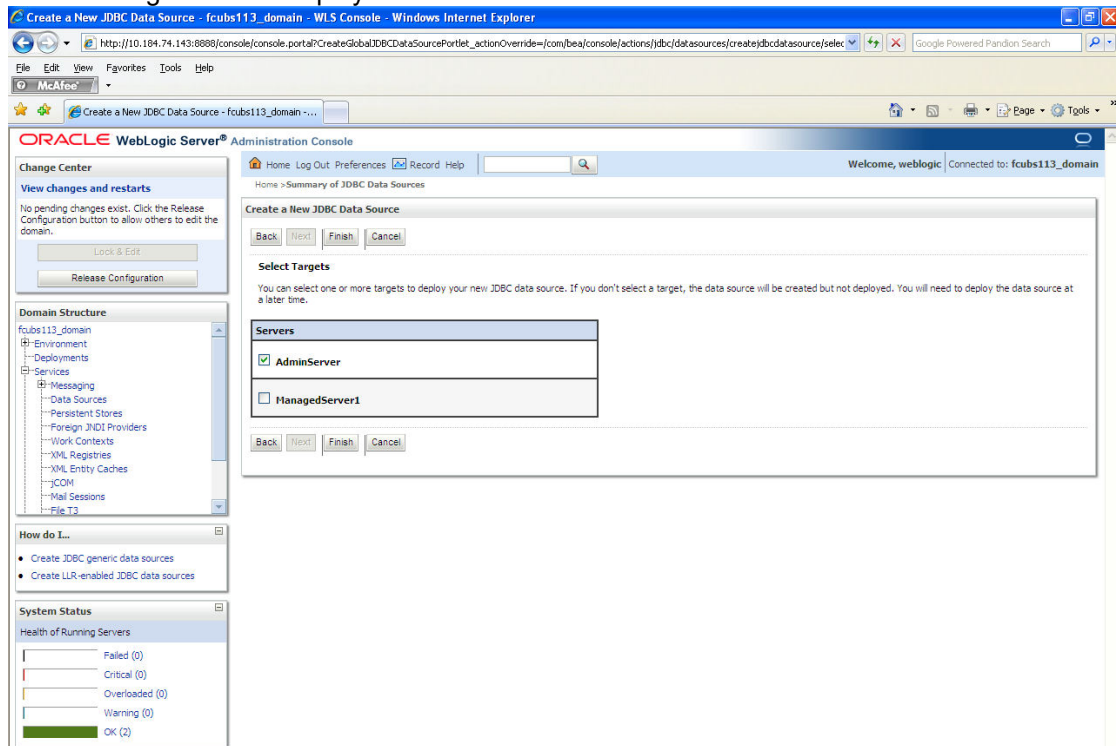 Create a New JDBC Data Source - fcubs113_domain - WLS Console - Windows Internet Explorer
http://10.184.74.143:8888/console/console.portal?CreateGlobalJDBCDataSourcePortlet_actionOverride=/com/bea/console/actions/jdbc/datasources/createjdbcdatasource/selec
Google Powered Pandion Search
File Edit View Favorites Tools Help
McAfee
Create a New JDBC Data Source - fcubs113_domain -...
Page Tools
ORACLE WebLogic Server® Administration Console
Change Center
View changes and restarts
No pending changes exist. Click the Release
Configuration button to allow others to edit the
domain.
Lock & Edit
Release Configuration
Domain Structure
fcubs113_domain
Environment
Deployments
Services
Messaging
Data Sources
Persistent Stores
Foreign JNDI Providers
Work Contexts
XML Registries
XML Entity Caches
jCOM
Mail Sessions
File T3
How do I...
Create JDBC generic data sources
Create LLR-enabled JDBC data sources
System Status
Health of Running Servers
Failed (0)
Critical (0)
Overloaded (0)
Warning (0)
OK (2)
Home Log Out Preferences Record Help
Welcome, weblogic Connected to: fcubs113_domain
Home >Summary of JDBC Data Sources
Create a New JDBC Data Source
Back Next Finish Cancel
Select Targets
You can select one or more targets to deploy your new JDBC data source. If you don't select a target, the data source will be created but not deployed. You will need to deploy the data source at
a later time.
Servers
AdminServer
ManagedServer1
Back Next Finish Cancel